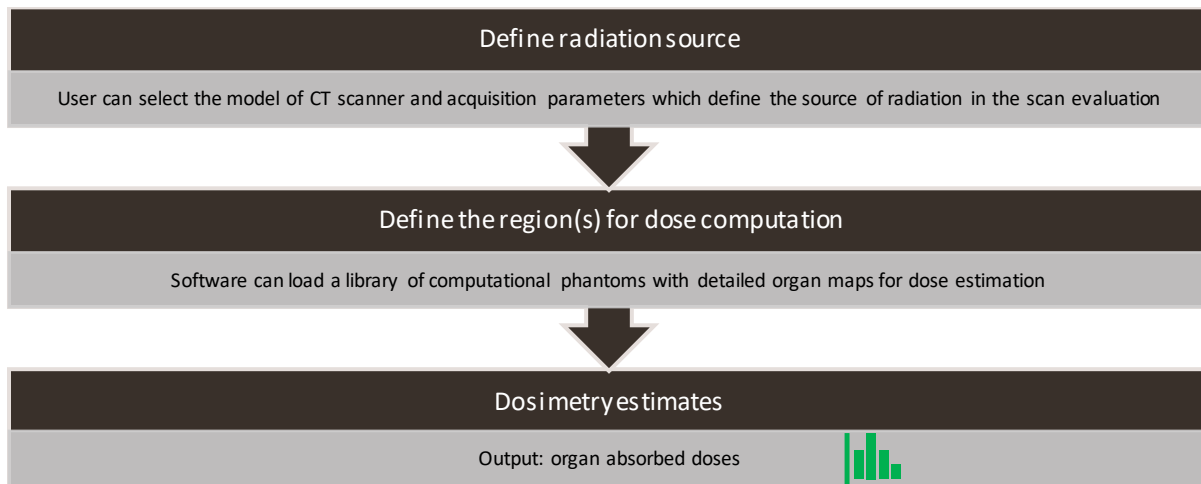 Define radiation source
User can select the model of CT scanner and acquisition parameters which define the source of radiation in the scan evaluation
Define the region(s) for dose computation
Software can load a library of computational phantoms with detailed organ maps for dose estimation
Dosimetry estimates
Output: organ absorbed doses